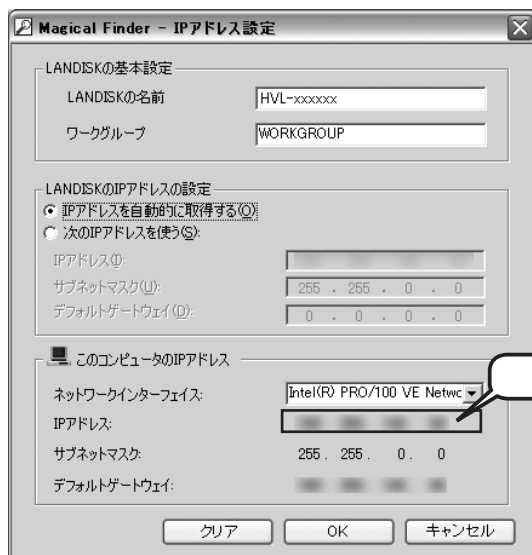 Magical Finder - IPアドレス設定
LANDISKの基本設定
LANDISKの名前
HVL-xxxxxx
ワークグループ
WORKGROUP
LANDISKのIPアドレスの設定
IPアドレスを自動的に取得する(O)
次のIPアドレスを使う(S):
IPアドレス(I):
サブネットマスク(U):
255 . 255 . 0 . 0
デフォルトゲートウェイ(D):
0 . 0 . 0 . 0
このコンピュータのIPアドレス
ネットワークインターフェイス:
Intel(R) PRO/100 VE Netwc
IPアドレス:
サブネットマスク:
255 . 255 . 0 . 0
デフォルトゲートウェイ:
クリア
OK
キャンセル